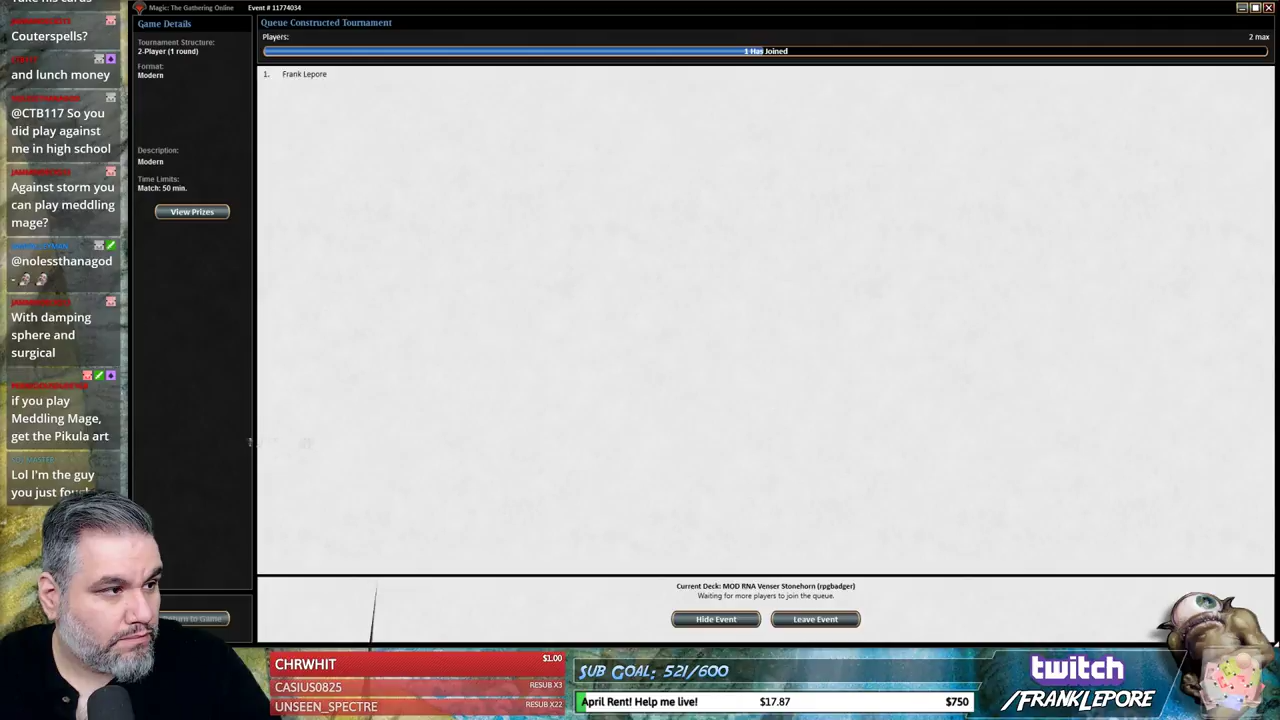 Take his cards
Couterspells?
and lunch money
@CTB117 So you
did play against
me in high school
Against storm you
can play meddling
mage?
@nolessthanagod
-
With damping
sphere and
surgical
if you play
Meddling Mage,
get the Pikula art
Lol I'm the guy
you just
Magic: The Gathering Online
Event # 11774034
Game Details
Tournament Structure:
2-Player (1 round)
Format:
Modern
Description:
Modern
Time Limits:
Match: 50 min.
View Prizes
Return to Game
Queue Constructed Tournament
Players:
2 max
1 Has Joined
1. Frank Lepore
Current Deck: MOD RNA Venser Stonehorn (rpgbadger)
Waiting for more players to join the queue.
Hide Event
Leave Event
CHRWHIT $1.00
CASIUS0825 RESUB X3
UNSEEN_SPECTRE RESUB X22
SUB GOAL: 521/600
April Rent! Help me live! $17.87 $750
twitch
/FRANKLEPORE